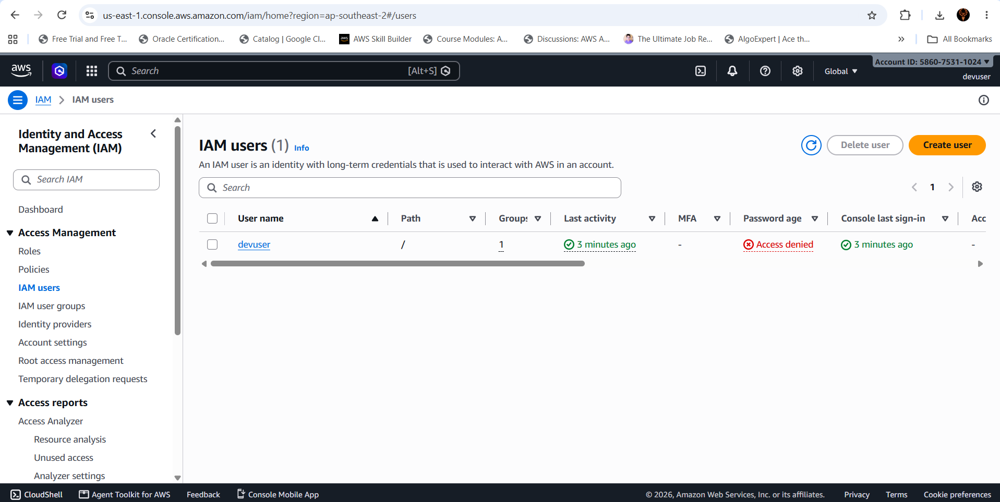 us-east-1.console.aws.amazon.com/iam/home?region=ap-southeast-2#/users
Free Trial and Free T... Oracle Certification... Catalog | Google Cl... aws AWS Skill Builder Course Modules: A... Discussions: AWS A... The Ultimate Job Re... AlgoExpert | Ace th... » All Bookmarks
aws Search [Alt+S] Global Account ID: 5860-7531-1024
devuser
IAM IAM users
Identity and Access
Management (IAM)
Search IAM
Dashboard
Access Management
Roles
Policies
IAM users
IAM user groups
Identity providers
Account settings
Root access management
Temporary delegation requests
Access reports
Access Analyzer
Resource analysis
Unused access
Analyzer settings
IAM users (1) Info
Delete user
Create user
An IAM user is an identity with long-term credentials that is used to interact with AWS in an account.
Search
1
User name Path Groups Last activity MFA Password age Console last sign-in Acc
devuser / 1 3 minutes ago - Access denied 3 minutes ago -
CloudShell Agent Toolkit for AWS Feedback Console Mobile App © 2026, Amazon Web Services, Inc. or its affiliates. Privacy Terms Cookie preferences